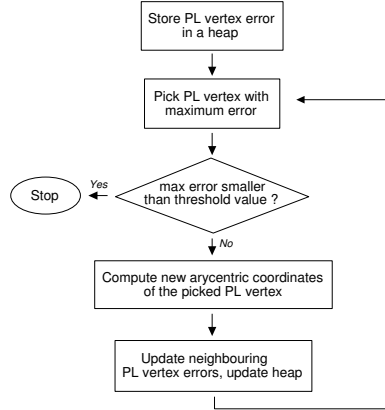 Store PL vertex error
in a heap
Pick PL vertex with
maximum error
max error smaller
than threshold value ?
Yes
Stop
No
Compute new arycentric coordinates
of the picked PL vertex
Update neighbouring
PL vertex errors, update heap